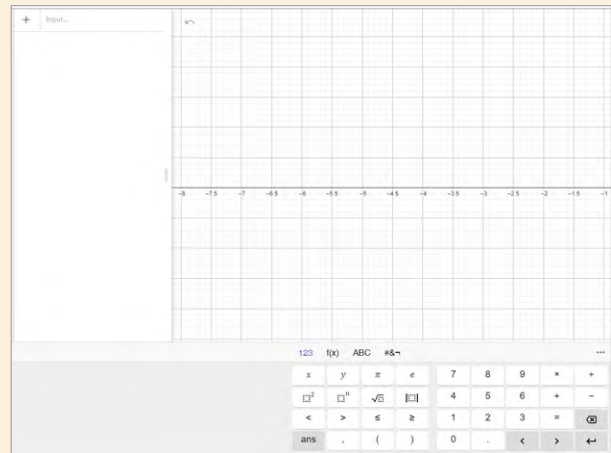 + Input...
-8 -7.5 -7 -6.5 -6 -5.5 -5 -4.5 -4 -3.5 -3 -2.5 -2 -1.5 -1
123 f(x) ABC #&¬ ...
x y π e 7 8 9 × ÷
□² □ⁿ √□ |□| 4 5 6 + −
< > ≤ ≥ 1 2 3 =
ans , ( ) 0 . < >